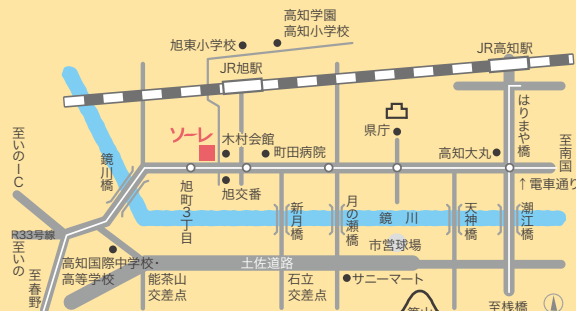 高知学園
高知小学校
旭東小学校
JR高知駅
JR旭駅
はりまや橋
県庁
ソーレ
木村会館
町田病院
高知大丸
至南国
至いのIC
鏡川橋
↑電車通り
旭交番
旭町3丁目
新月橋
月の瀬橋
鏡 川
天神橋
潮江橋
R33号線
至いの
市営球場
高知国際中学校・
高等学校
土佐道路
至春野
能茶山
交差点
石立
交差点
サニーマート
筆山
至桟橋